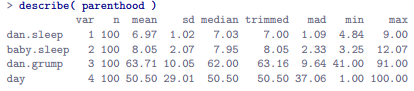 > describe( parenthood )
var n mean sd median trimmed mad min max
dan.sleep 1 100 6.97 1.02 7.03 7.00 1.09 4.84 9.00
baby.sleep 2 100 8.05 2.07 7.95 8.05 2.33 3.25 12.07
dan.grump 3 100 63.71 10.05 62.00 63.16 9.64 41.00 91.00
day 4 100 50.50 29.01 50.50 50.50 37.06 1.00 100.00